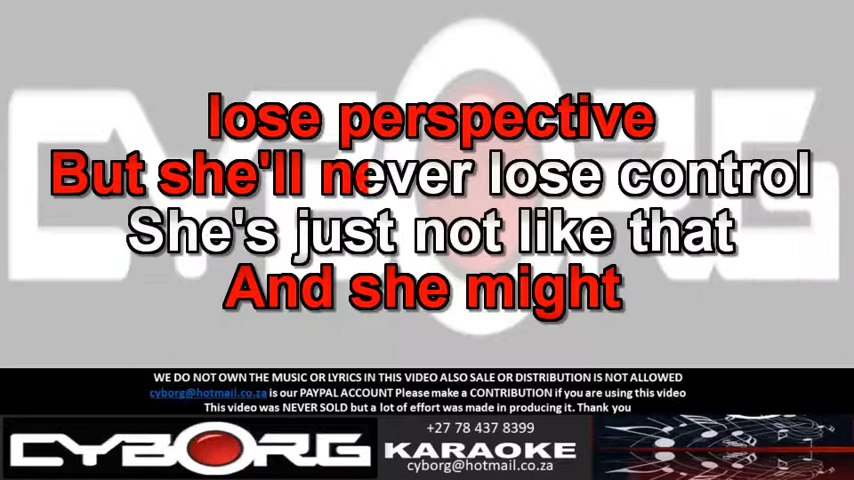 lose perspective
But she'll never lose control
She's just not like that
And she might
WE DO NOT OWN THE MUSIC OR LYRICS IN THIS VIDEO ALSO SALE OR DISTRIBUTION IS NOT ALLOWED
cyborg@hotmail.co.za is our PAYPAL ACCOUNT Please make a CONTRIBUTION if you are using this video
This video was NEVER SOLD but a lot of effort was made in producing it. Thank you
CYBORG
+27 78 437 8399
KARAOKE
cyborg@hotmail.co.za